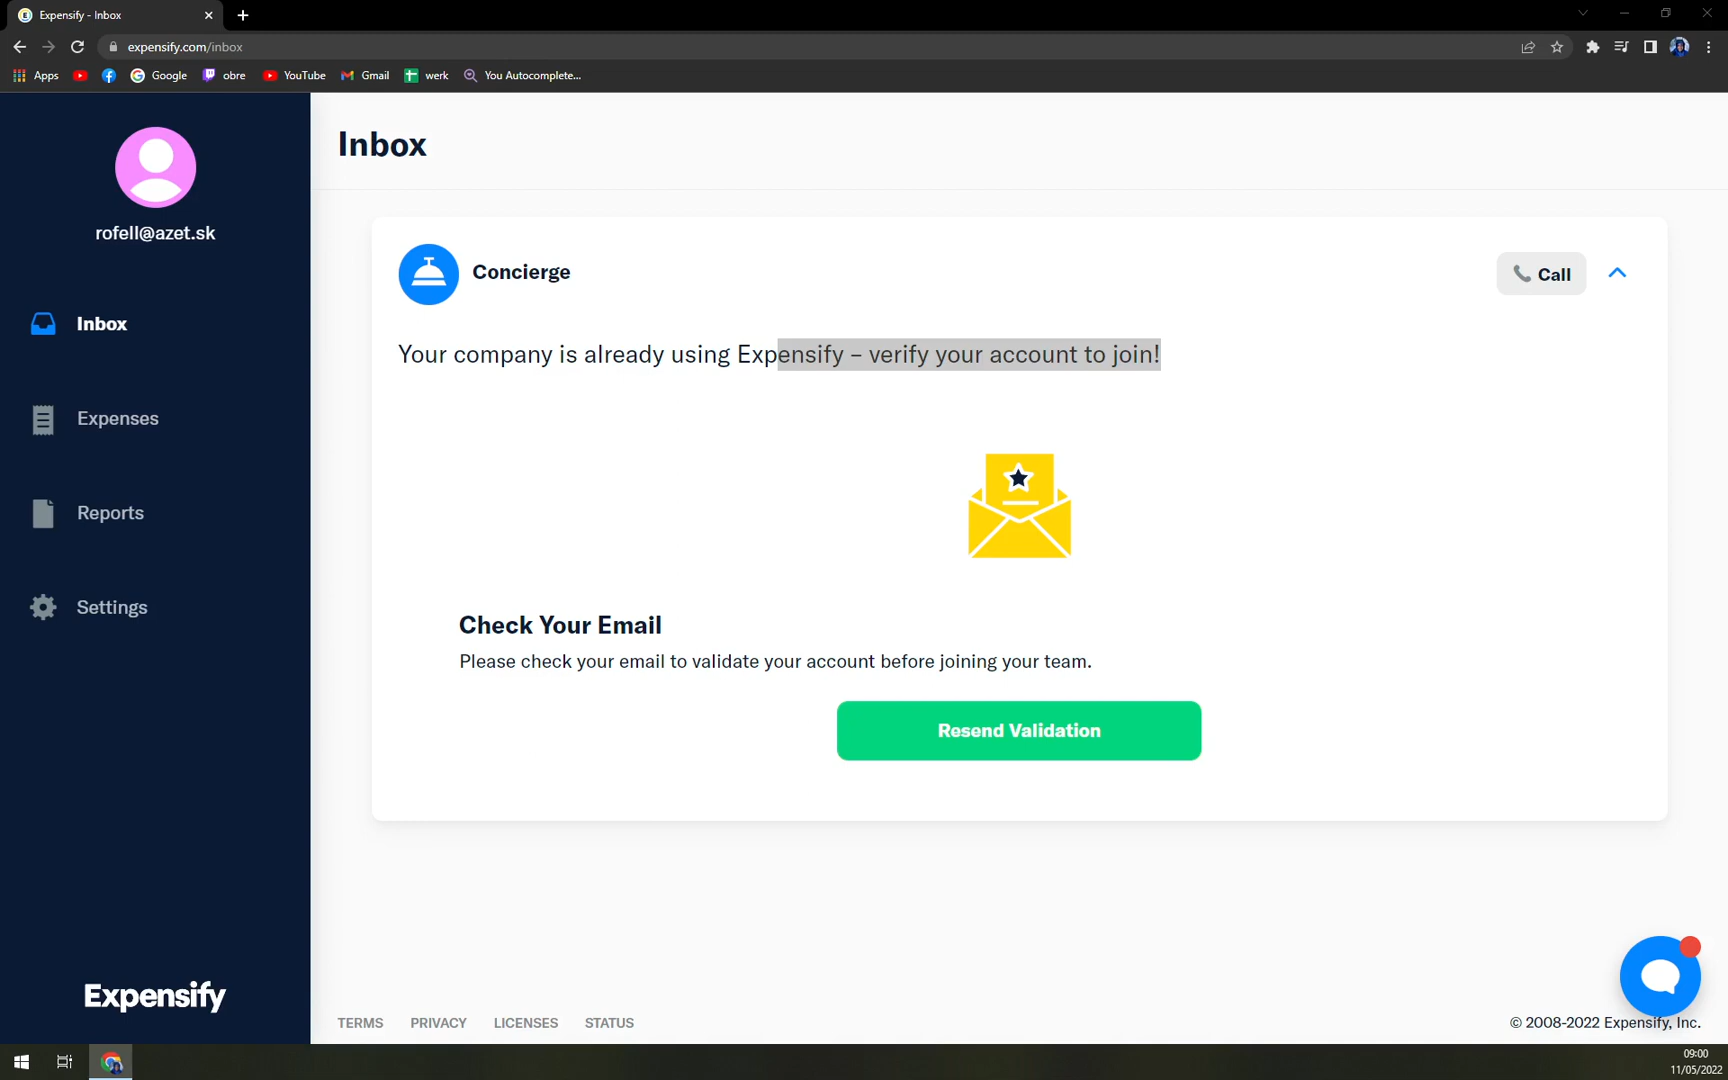 Expensify - Inbox
expensify.com/inbox
Apps
Google
obre
YouTube
Gmail
werk
You Autocomplete...
rofell@azet.sk
Inbox
Expenses
Reports
Settings
Expensify
Inbox
Concierge
Call
Your company is already using Expensify – verify your account to join!
Check Your Email
Please check your email to validate your account before joining your team.
Resend Validation
TERMS
PRIVACY
LICENSES
STATUS
© 2008-2022 Expensify, Inc.
09:00
11/05/2022